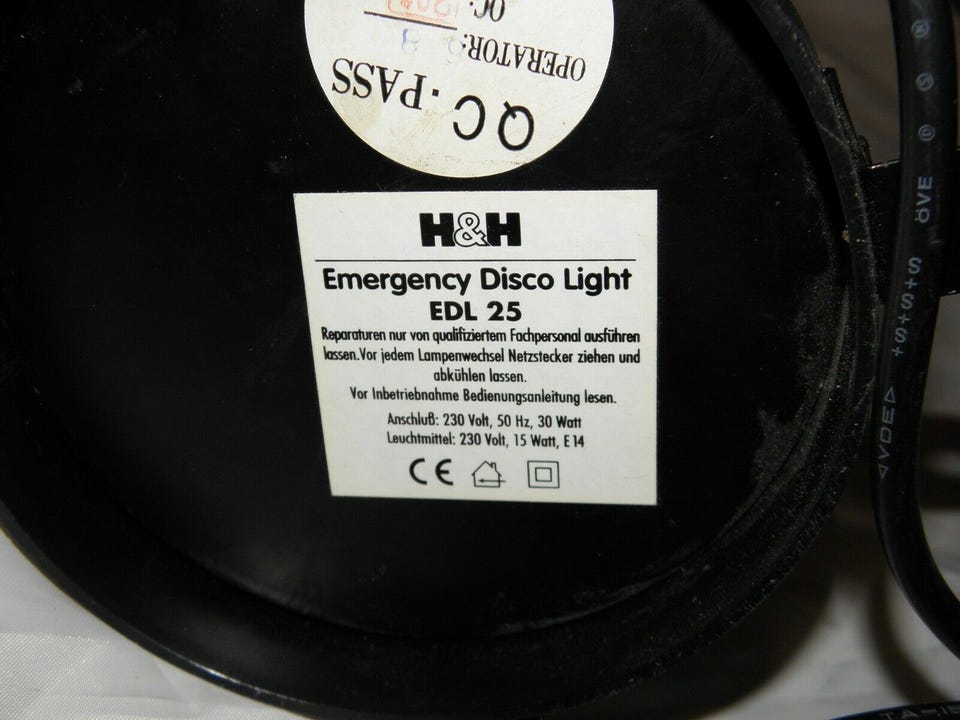 QC. PASS
OPERATOR:
QC:
H&H
Emergency Disco Light
EDL 25
Reparaturen nur von qualifiziertem Fachpersonal ausführen
lassen.Vor jedem Lampenwechsel Netzstecker ziehen und
abkühlen lassen.
Vor Inbetriebnahme Bedienungsanleitung lesen.
Anschluß: 230 Volt, 50 Hz, 30 Watt
Leuchtmittel: 230 Volt, 15 Watt, E14
CE
ÖVE
S+S+S+
VDE